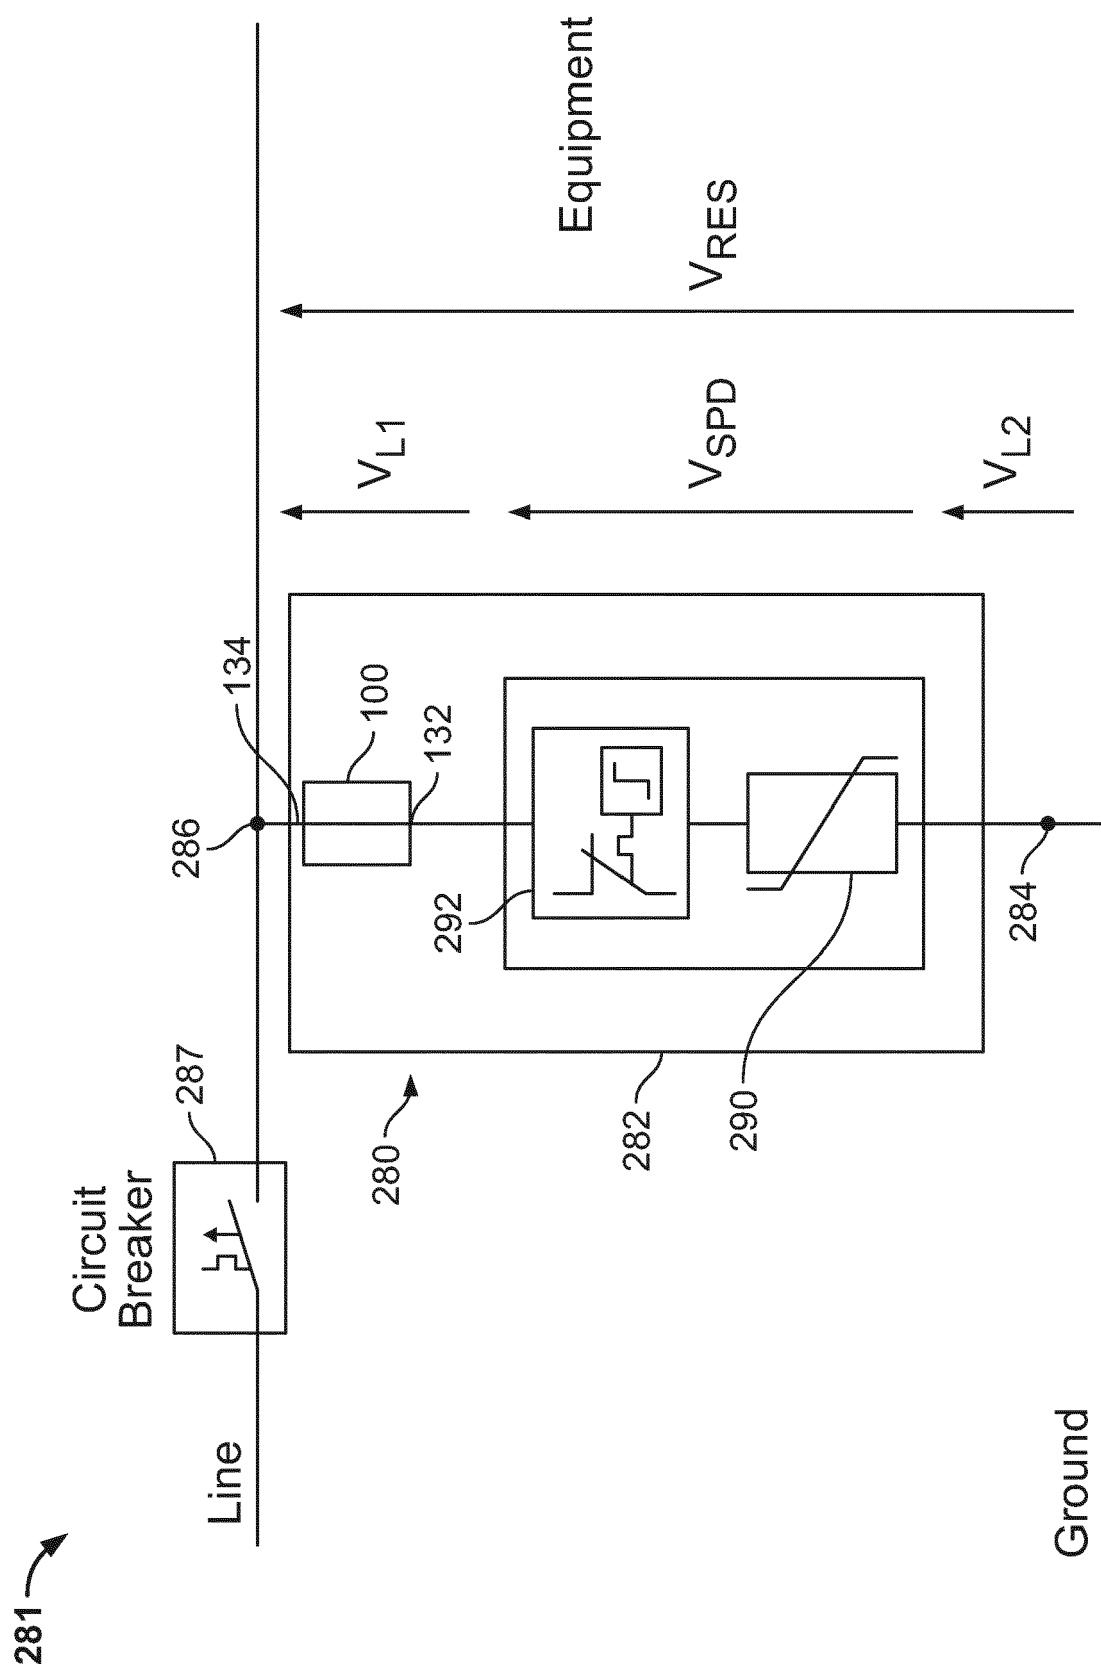 281
Circuit
Breaker
287
Line
286
134
100
132
280
292
282
290
284
Ground
VL1
VSPD
VL2
VRES
Equipment